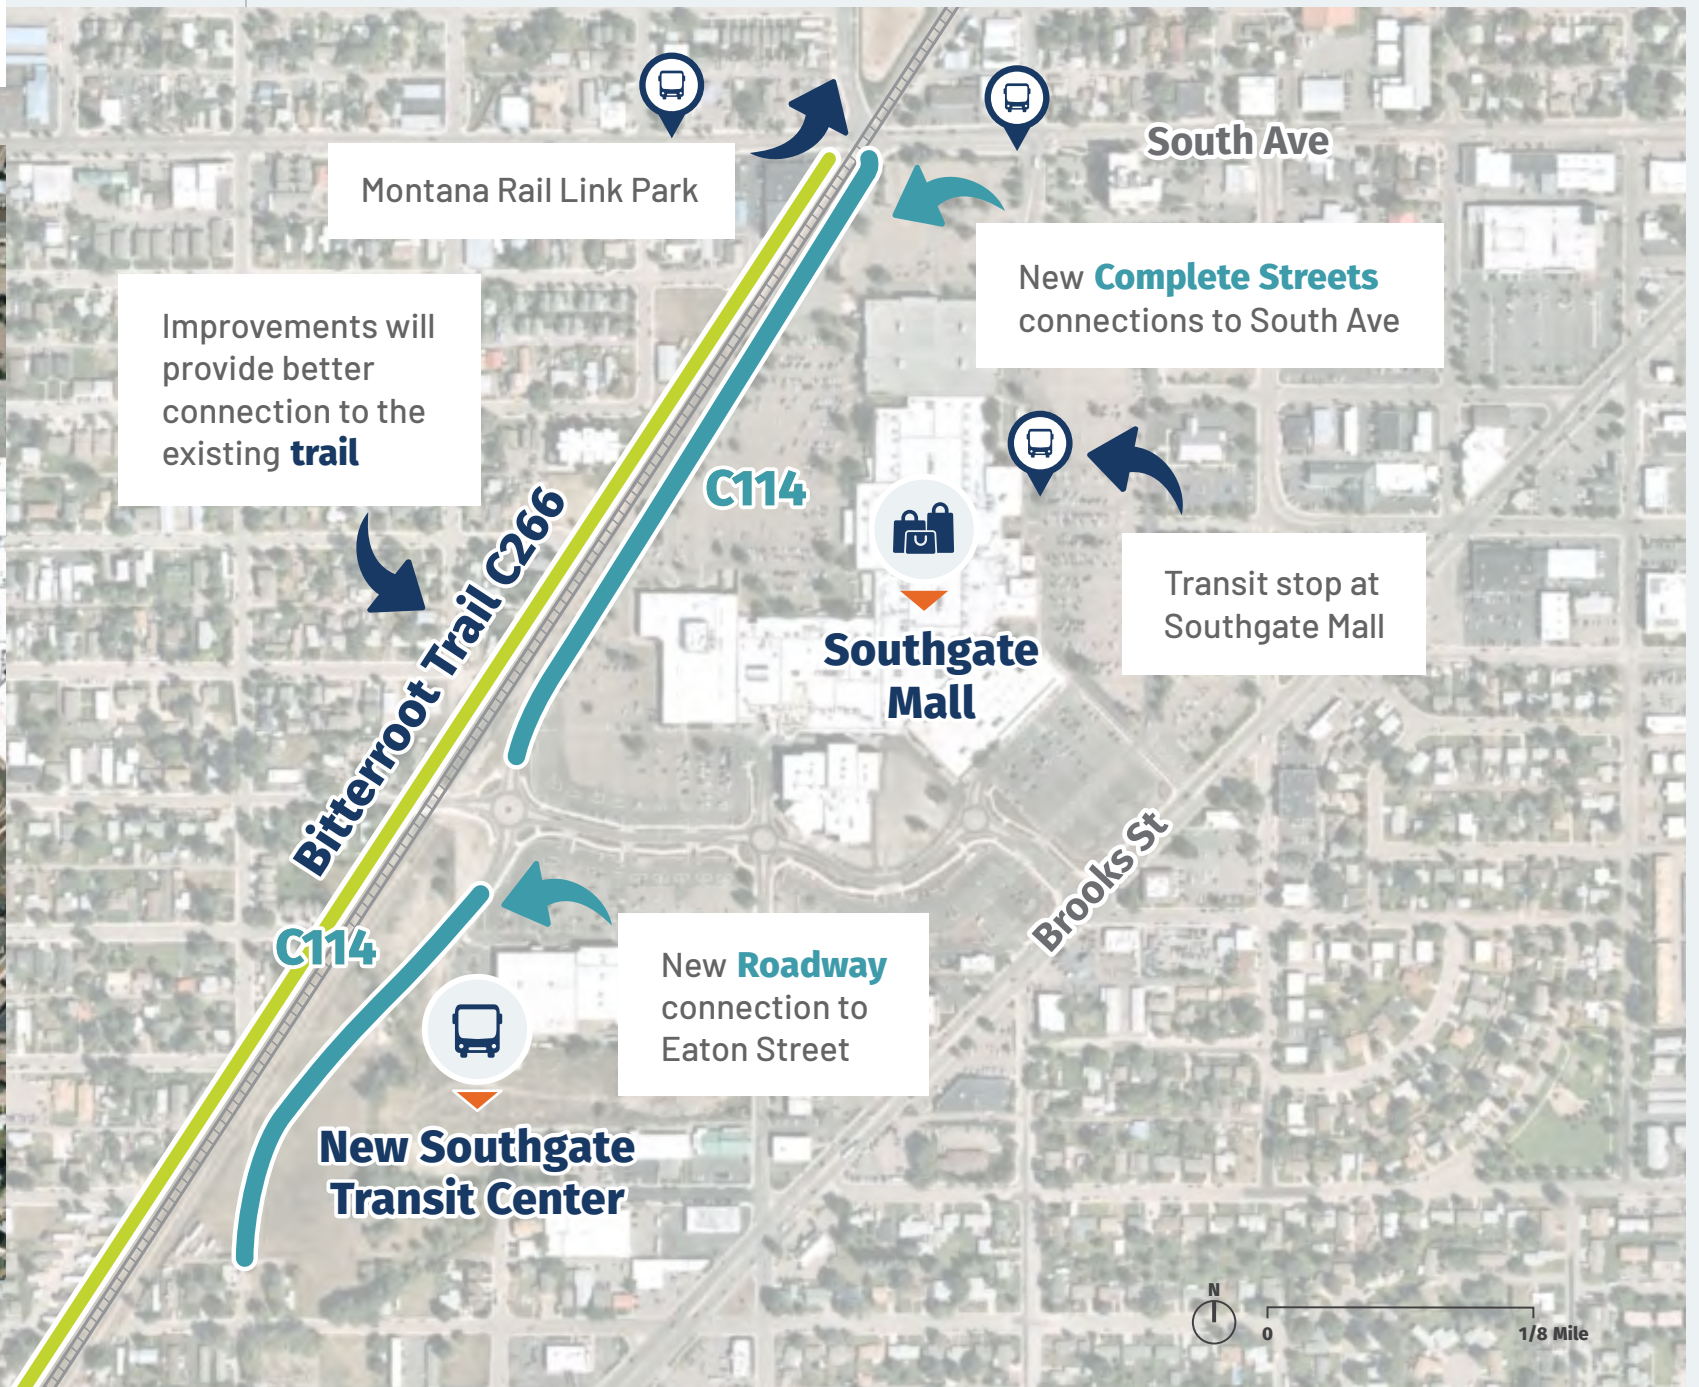 South Ave
Montana Rail Link Park
New Complete Streets
connections to South Ave
Improvements will
provide better
connection to the
existing trail
C114
Bitterroot Trail C266
Transit stop at
Southgate Mall
Southgate
Mall
Brooks St
C114
New Roadway
connection to
Eaton Street
New Southgate
Transit Center
N
0
1/8 Mile